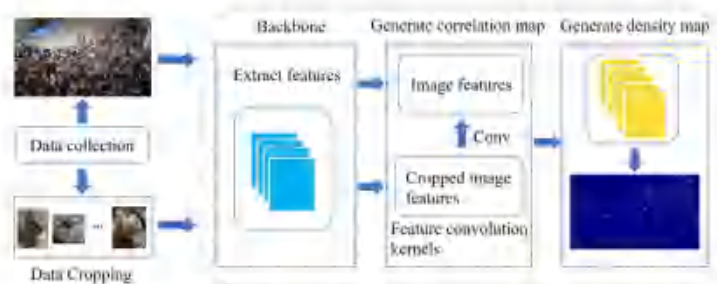 Backbone
Generate correlation map
Generate density map
Extract features
Image features
Data collection
Conv
Cropped image
features
...
Feature convolution
kernels
Data Cropping